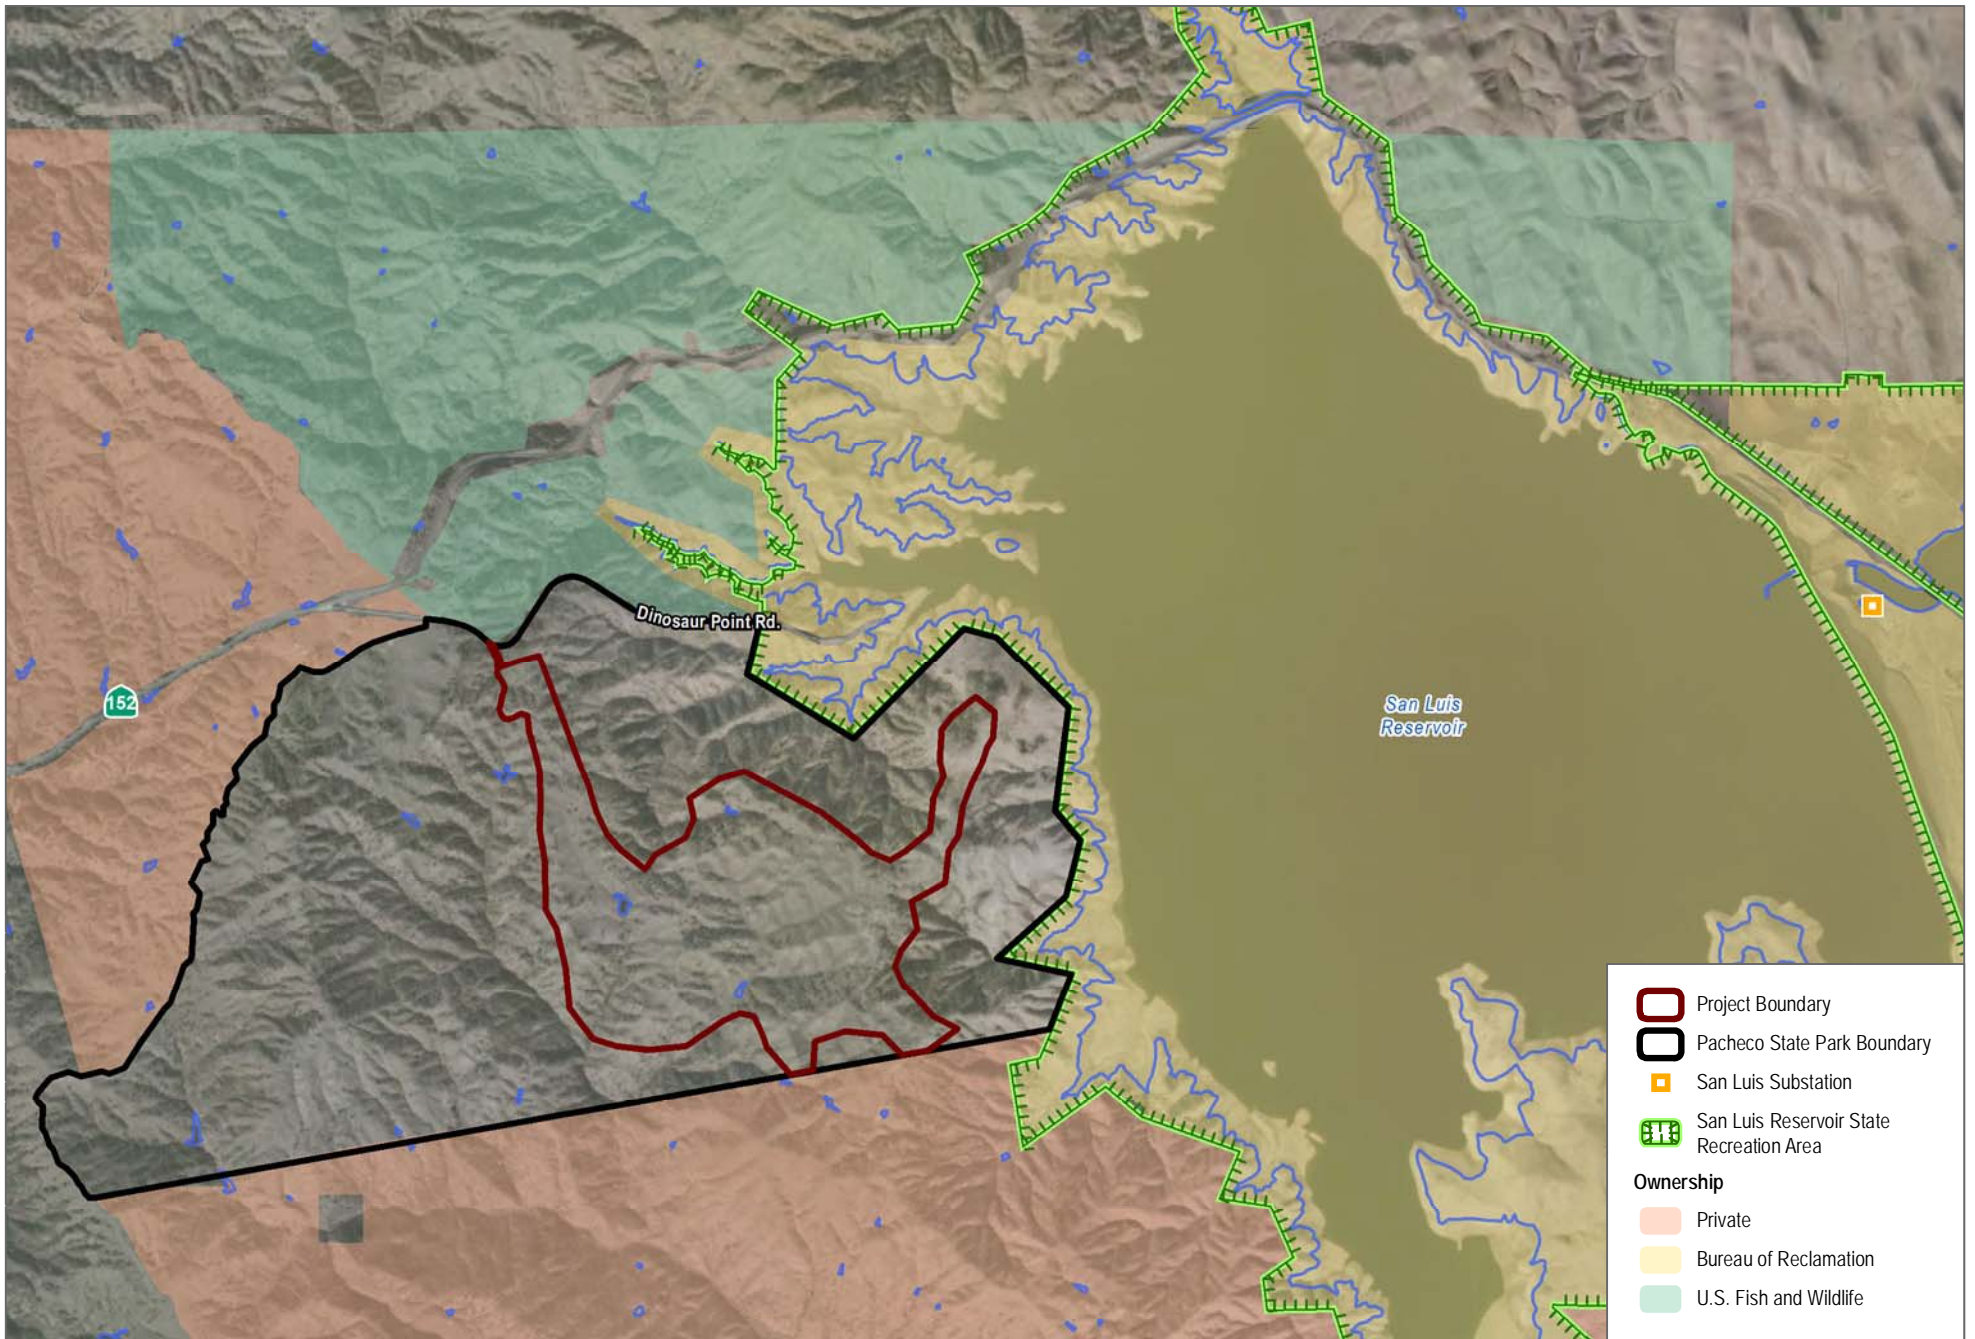 Dinosaur Point Rd.
152
San Luis
Reservoir
Project Boundary
Pacheco State Park Boundary
San Luis Substation
San Luis Reservoir State
Recreation Area
Ownership
Private
Bureau of Reclamation
U.S. Fish and Wildlife